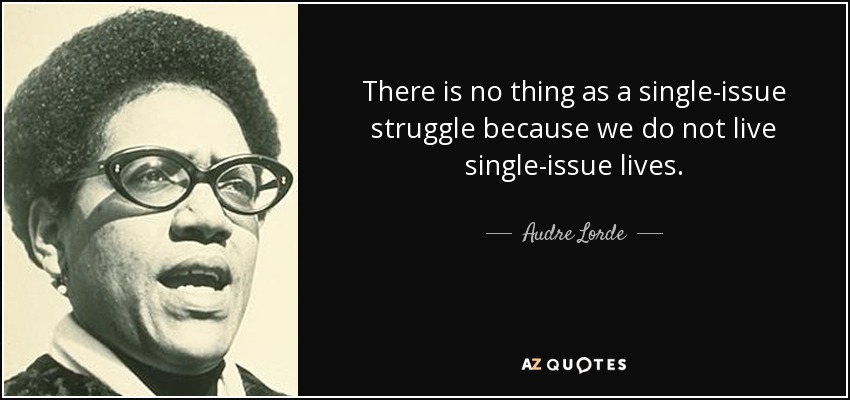 There is no thing as a single-issue
struggle because we do not live
single-issue lives.
Audre Lorde
AZ QUOTES